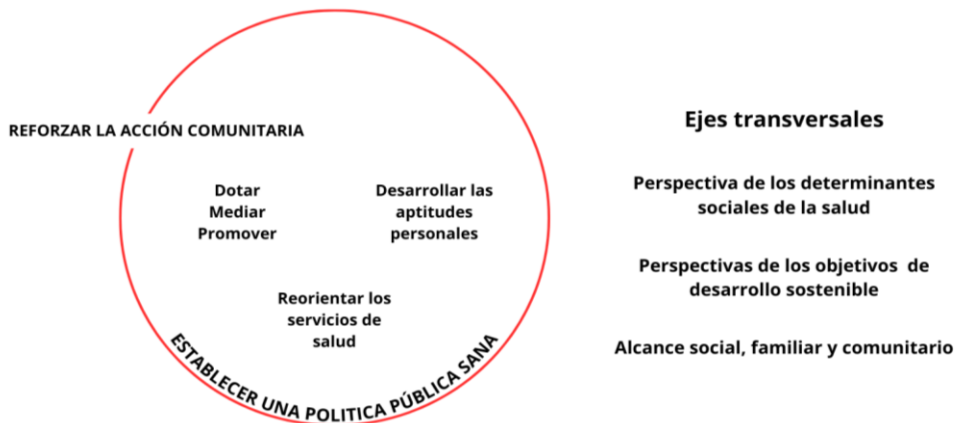 REFORZAR LA ACCIÓN COMUNITARIA
Dotar
Mediar
Promover
Desarrollar las
aptitudes
personales
Reorientar los
servicios de
salud
ESTABLECER UNA POLITICA PÚBLICA SANA
Ejes transversales
Perspectiva de los determinantes
sociales de la salud
Perspectivas de los objetivos de
desarrollo sostenible
Alcance social, familiar y comunitario